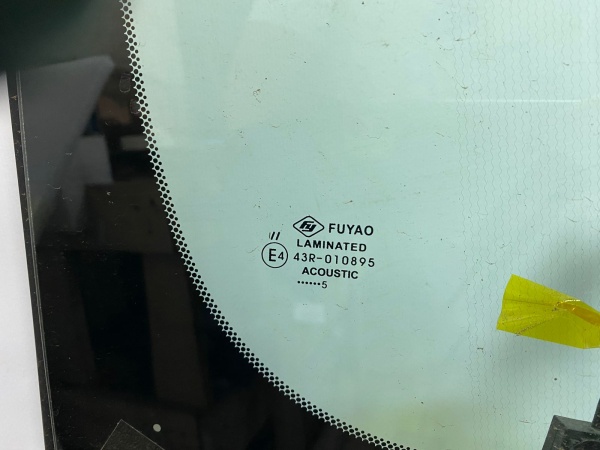 FUYAO
LAMINATED
E4 43R-010895
ACOUSTIC
......5